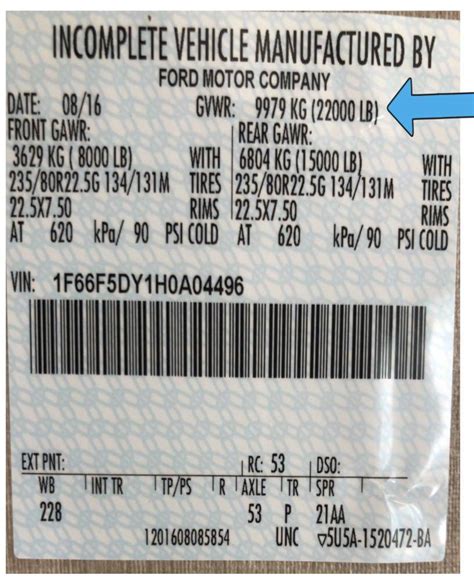 INCOMPLETE VEHICLE MANUFACTURED BY
FORD MOTOR COMPANY
DATE: 08/16 GVWR: 9979 KG (22000 LB)
FRONT GAWR: REAR GAWR:
3629 KG ( 8000 LB) WITH 6804 KG (15000 LB) WITH
235/80R22.5G 134/131M TIRES 235/80R22.5G 134/131M TIRES
22.5X7.50 RIMS 22.5X7.50 RIMS
AT 620 kPa/ 90 PSI COLD AT 620 kPa/ 90 PSI COLD
VIN: 1F66F5DY1H0A04496
EXT PNT: RC: 53 DSO:
WB INT TR TP/PS R AXLE TR SPR
228 53 P 21AA
1201608085854 UNC ▽5U5A-1520472-BA